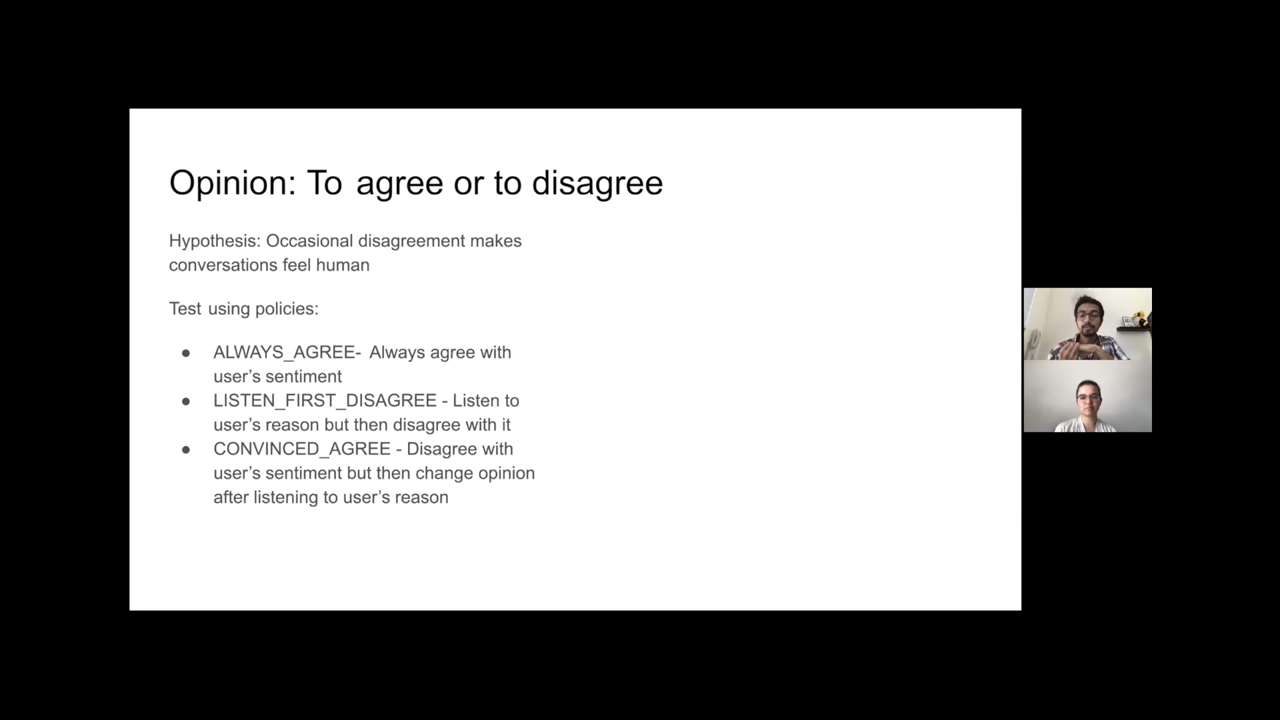 Opinion: To agree or to disagree
Hypothesis: Occasional disagreement makes
conversations feel human
Test using policies:
● ALWAYS_AGREE- Always agree with
user's sentiment
● LISTEN_FIRST_DISAGREE - Listen to
user's reason but then disagree with it
● CONVINCED_AGREE - Disagree with
user's sentiment but then change opinion
after listening to user's reason